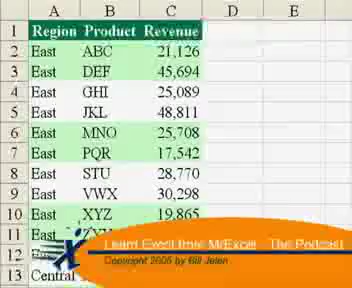 A B C D E
1 Region Product Revenue
2 East ABC 21,126
3 East DEF 45,694
4 East GHI 25,089
5 East JKL 48,811
6 East MNO 25,708
7 East PQR 17,542
8 East STU 28,770
9 East VWX 30,298
10 East XYZ 19,865
11 East
Learn Excel from MrExcel - The Podcast
12
Copyright 2005 by Bill Jelen
13 Central